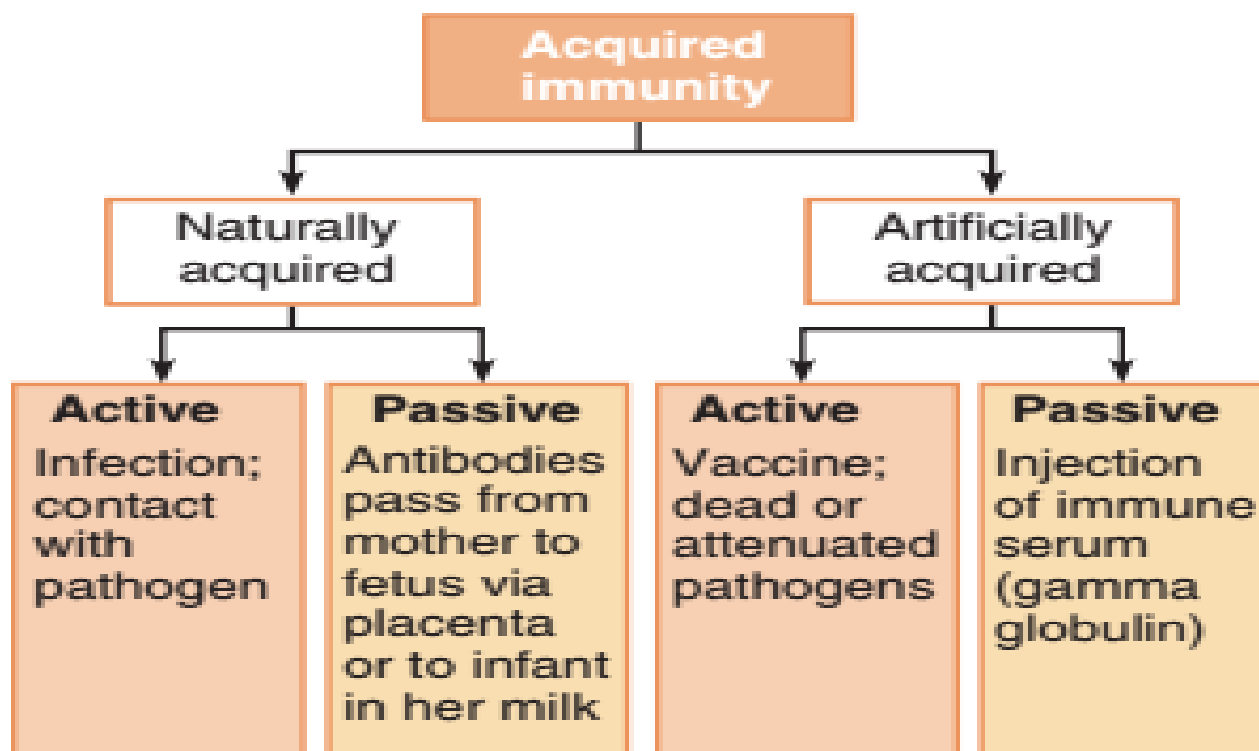 Acquired
immunity
Naturally
acquired
Artificially
acquired
Active
Infection;
contact
with
pathogen
Passive
Antibodies
pass from
mother to
fetus via
placenta
or to infant
in her milk
Active
Vaccine;
dead or
attenuated
pathogens
Passive
Injection
of immune
serum
(gamma
globulin)